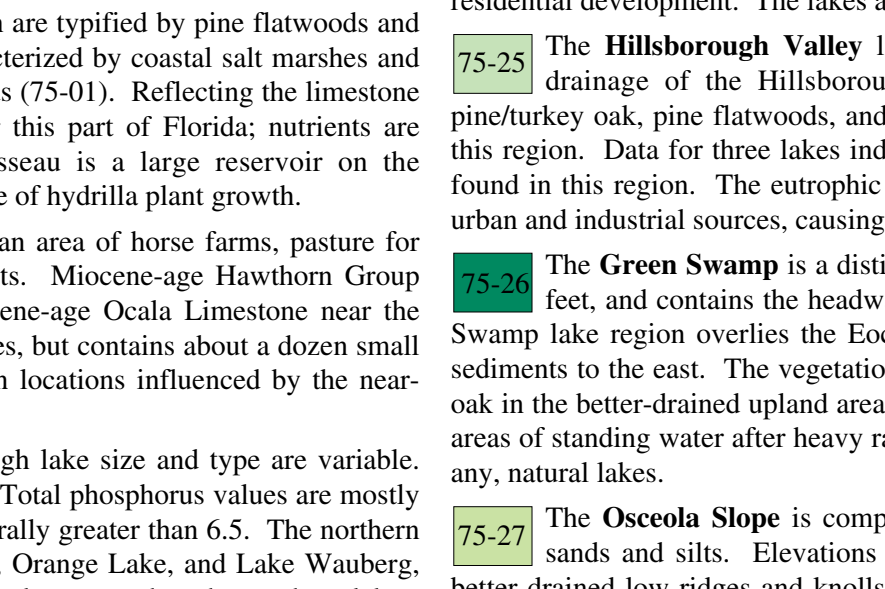 are typified by pine flatwoods and
cterized by coastal salt marshes and
s (75-01). Reflecting the limestone
this part of Florida; nutrients are
sseau is a large reservoir on the
e of hydrilla plant growth.
an area of horse farms, pasture for
ts. Miocene-age Hawthorn Group
ene-age Ocala Limestone near the
es, but contains about a dozen small
n locations influenced by the near-
gh lake size and type are variable.
Total phosphorus values are mostly
rally greater than 6.5. The northern
, Orange Lake, and Lake Wauberg,
residential development. The lakes a
75-25 The Hillsborough Valley l
drainage of the Hillsborou
pine/turkey oak, pine flatwoods, and
this region. Data for three lakes ind
found in this region. The eutrophic
urban and industrial sources, causing
75-26 The Green Swamp is a disti
feet, and contains the headw
Swamp lake region overlies the Eoc
sediments to the east. The vegetatio
oak in the better-drained upland area
areas of standing water after heavy ra
any, natural lakes.
75-27 The Osceola Slope is comp
sands and silts. Elevations
better drained low ridges and knolls